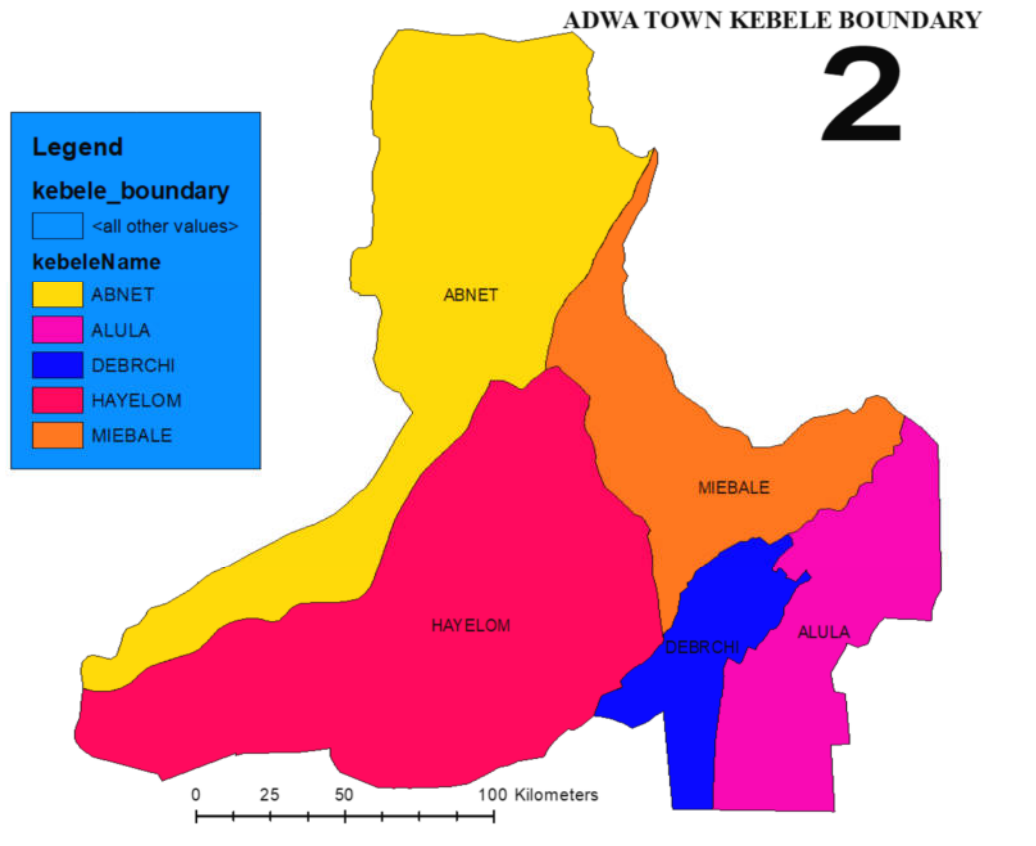 ADWA TOWN KEBELE BOUNDARY
2
Legend
kebele_boundary
<all other values>
kebeleName
ABNET
ALULA
DEBRCHI
HAYELOM
MIEBALE
ABNET
MIEBALE
HAYELOM
ALULA
DEBRCHI
0 25 50 100 Kilometers